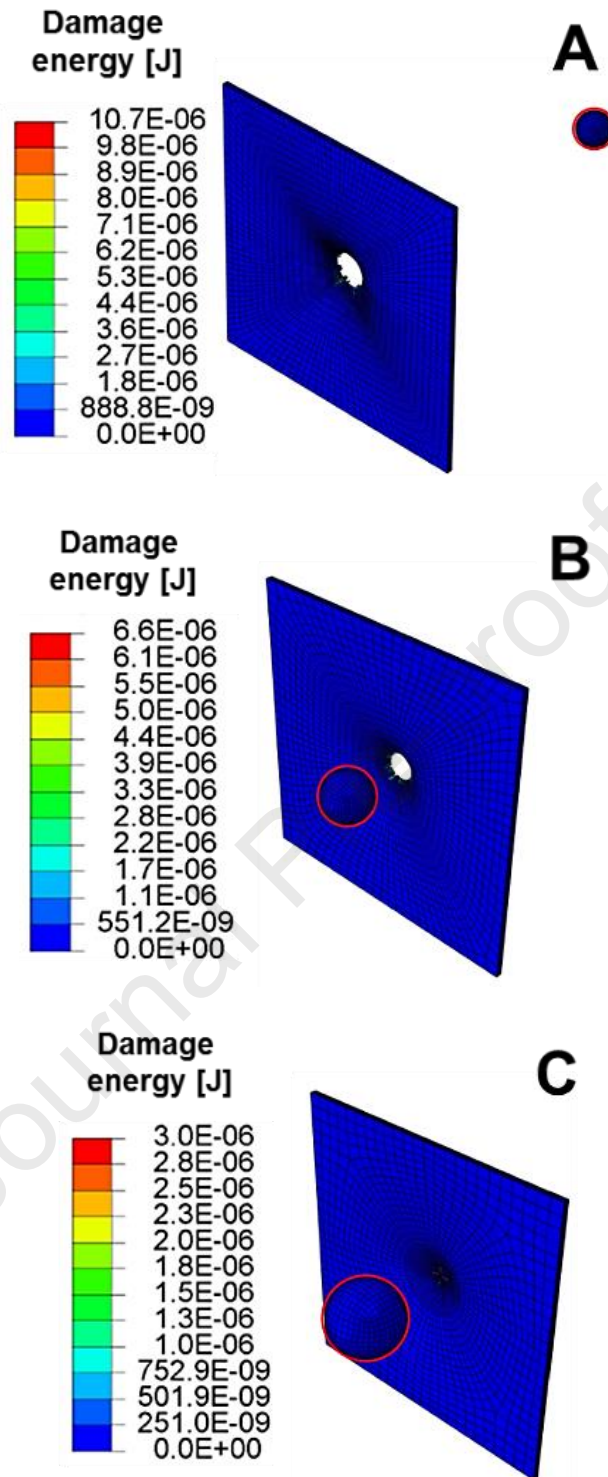 Damage
energy [J]
A
10.7E-06
9.8E-06
8.9E-06
8.0E-06
7.1E-06
6.2E-06
5.3E-06
4.4E-06
3.6E-06
2.7E-06
1.8E-06
888.8E-09
0.0E+00
Damage
energy [J]
B
6.6E-06
6.1E-06
5.5E-06
5.0E-06
4.4E-06
3.9E-06
3.3E-06
2.8E-06
2.2E-06
1.7E-06
1.1E-06
551.2E-09
0.0E+00
Damage
energy [J]
C
3.0E-06
2.8E-06
2.5E-06
2.3E-06
2.0E-06
1.8E-06
1.5E-06
1.3E-06
1.0E-06
752.9E-09
501.9E-09
251.0E-09
0.0E+00